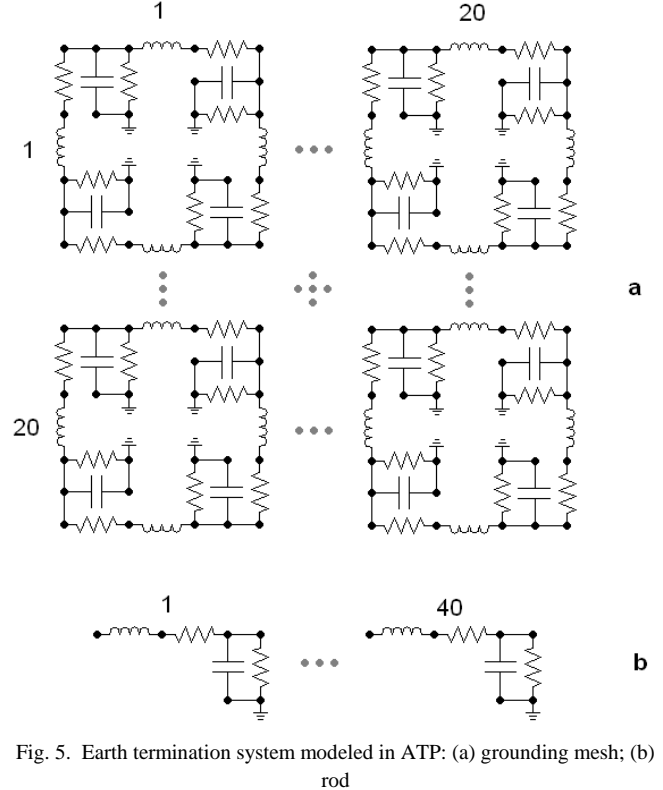 1 20
1
a
20
1 40
b
Fig. 5. Earth termination system modeled in ATP: (a) grounding mesh; (b)
rod